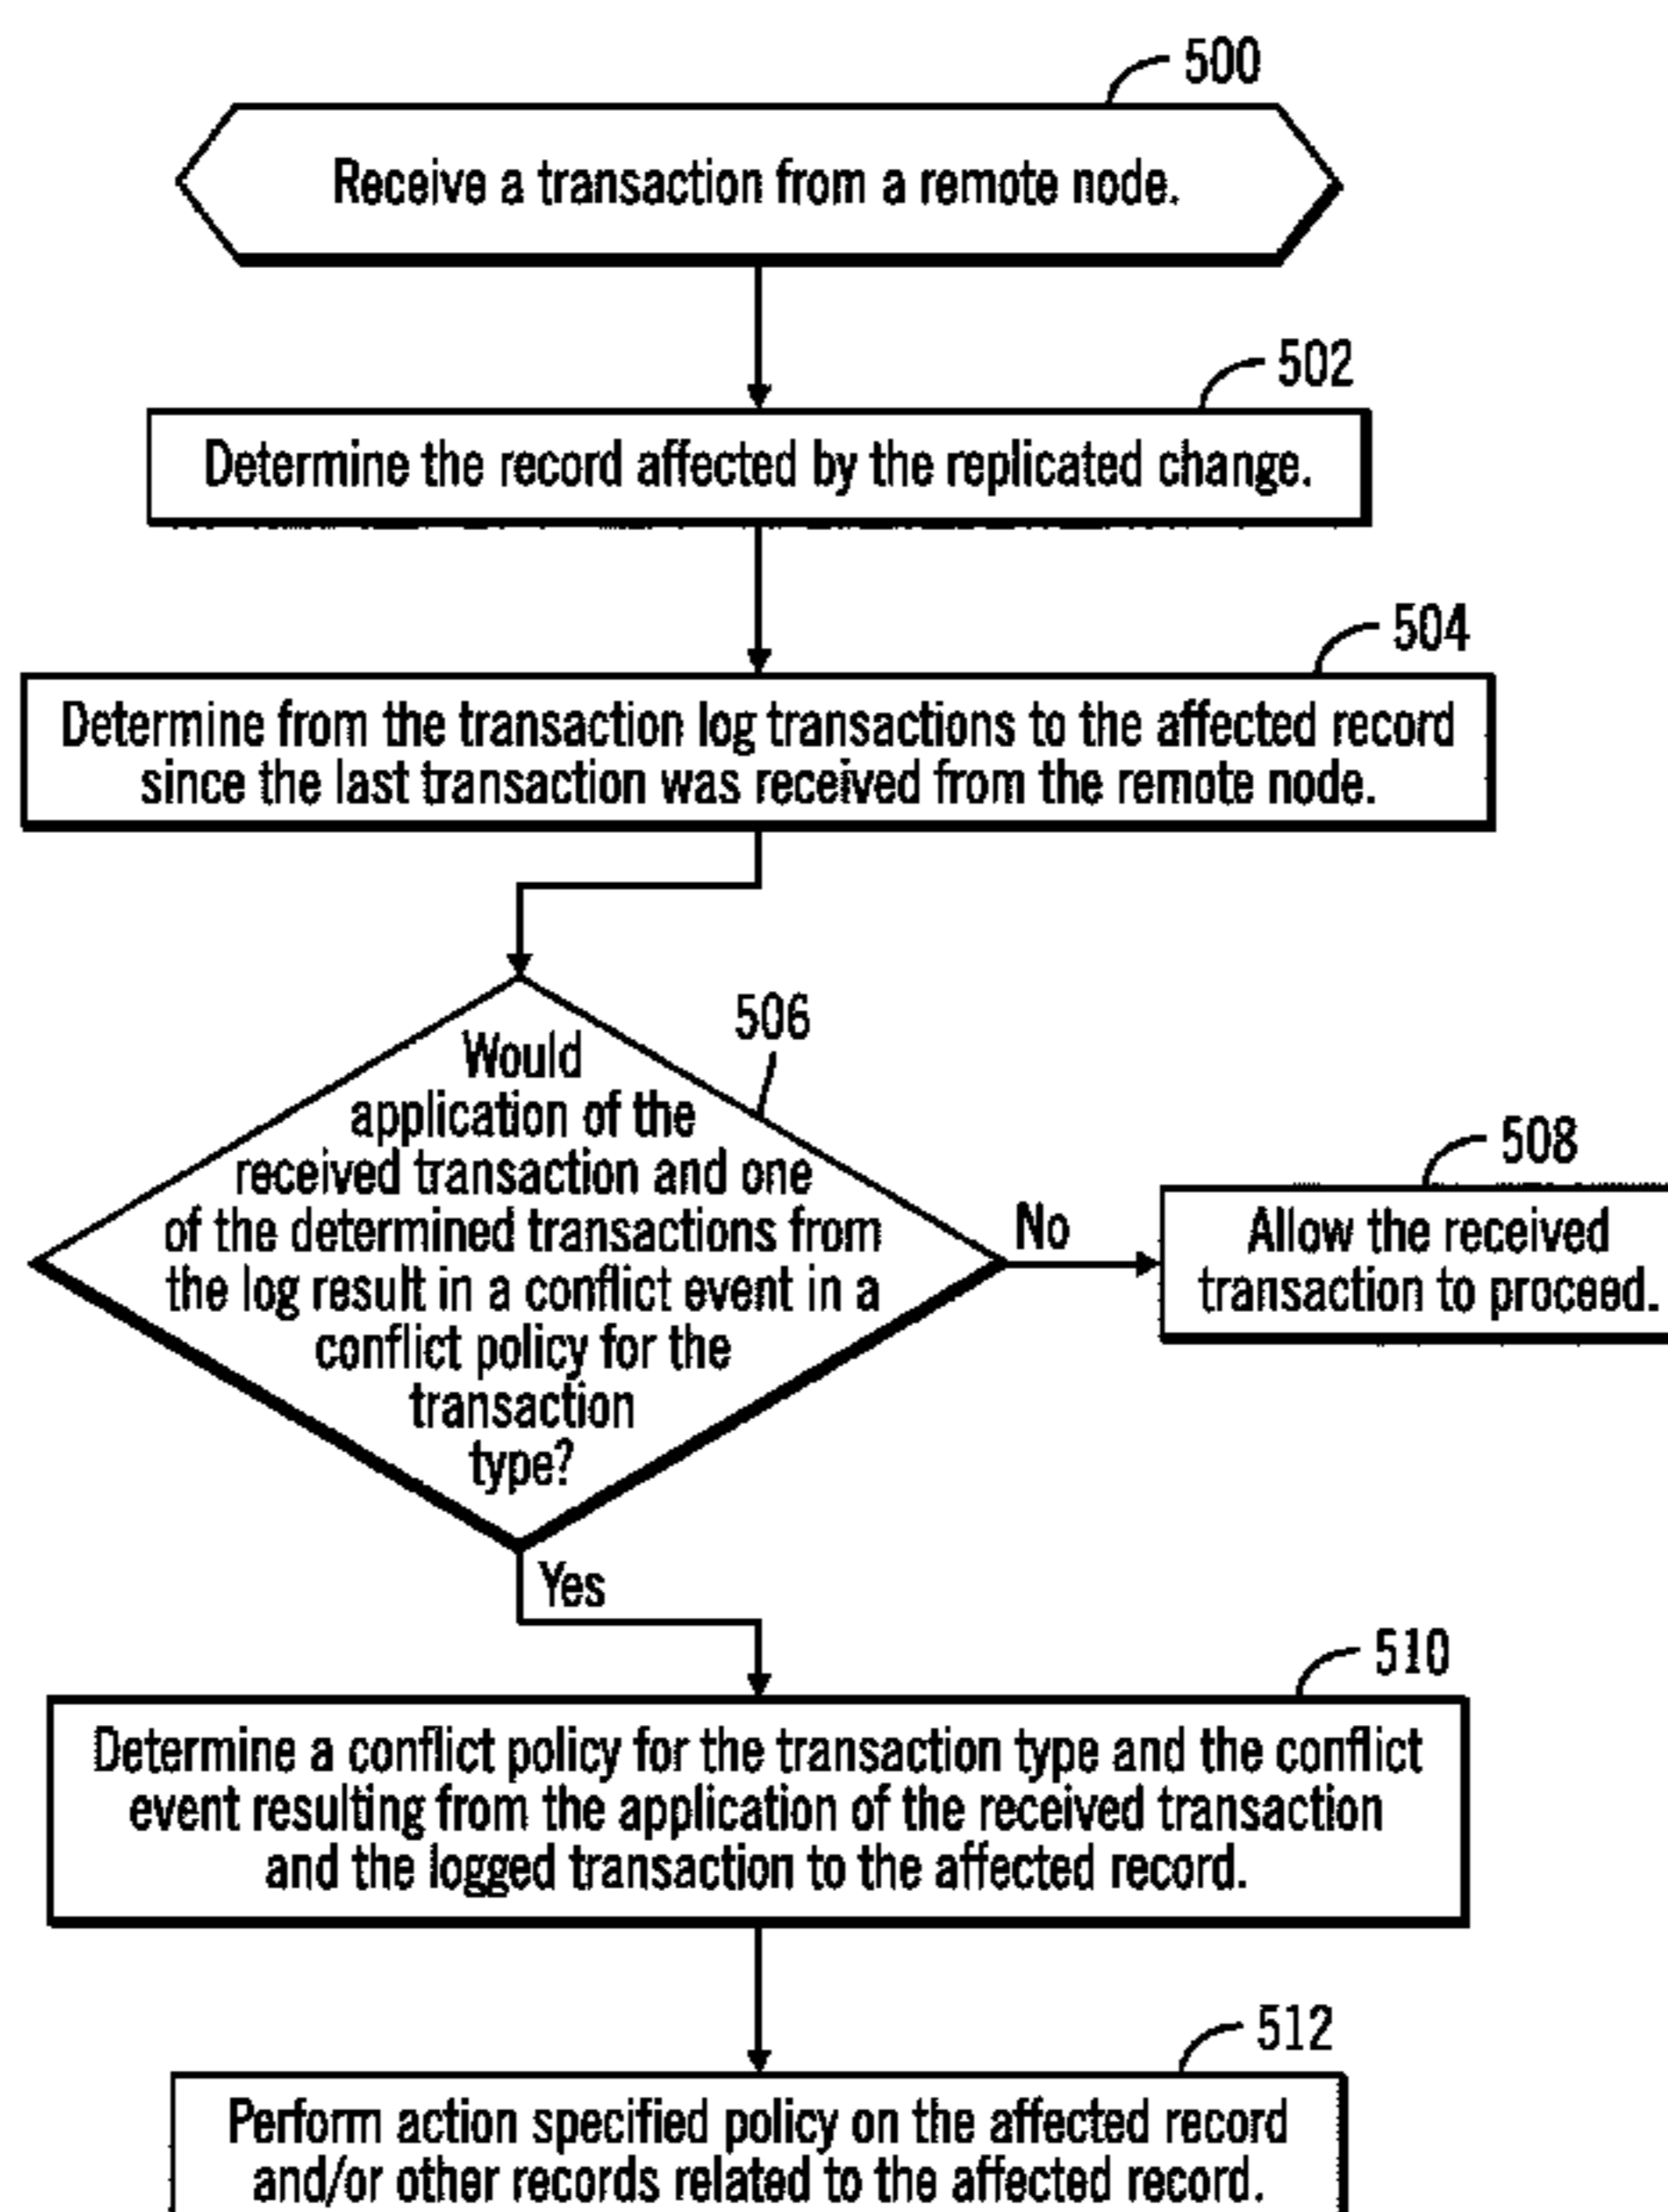 500
Receive a transaction from a remote node.
502
Determine the record affected by the replicated change.
504
Determine from the transaction log transactions to the affected record
since the last transaction was received from the remote node.
506
Would
application of the
received transaction and one
of the determined transactions from
the log result in a conflict event in a
conflict policy for the
transaction
type?
No
508
Allow the received
transaction to proceed.
Yes
510
Determine a conflict policy for the transaction type and the conflict
event resulting from the application of the received transaction
and the logged transaction to the affected record.
512
Perform action specified policy on the affected record
and/or other records related to the affected record.